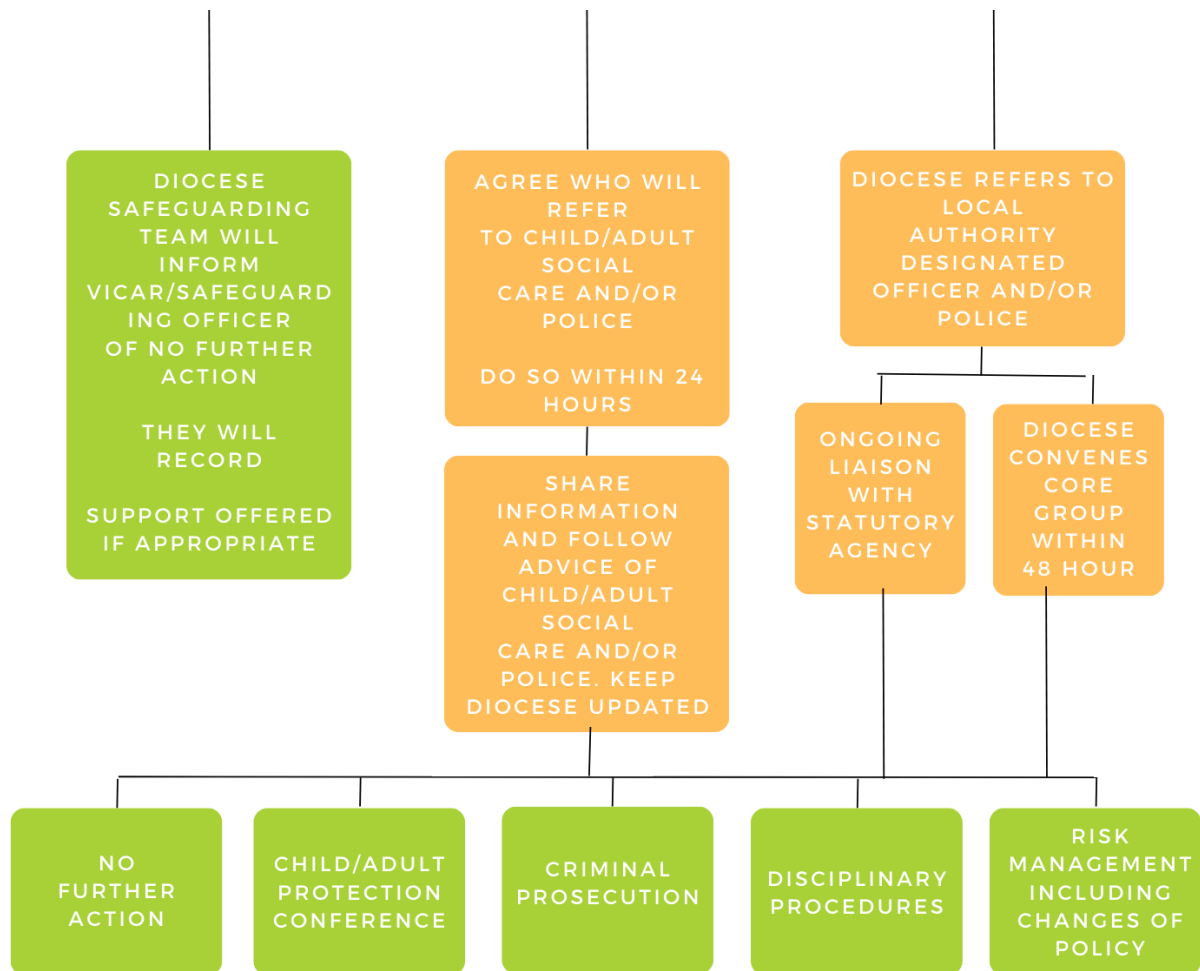 DIOCESE
SAFEGUARDING
TEAM WILL
INFORM
VICAR/SAFEGUARD
ING OFFICER
OF NO FURTHER
ACTION
THEY WILL
RECORD
SUPPORT OFFERED
IF APPROPRIATE
AGREE WHO WILL
REFER
TO CHILD/ADULT
SOCIAL
CARE AND/OR
POLICE
DO SO WITHIN 24
HOURS
SHARE
INFORMATION
AND FOLLOW
ADVICE OF
CHILD/ADULT
SOCIAL
CARE AND/OR
POLICE. KEEP
DIOCESE UPDATED
DIOCESE REFERS TO
LOCAL
AUTHORITY
DESIGNATED
OFFICER AND/OR
POLICE
ONGOING
LIAISON
WITH
STATUTORY
AGENCY
DIOCESE
CONVENES
CORE
GROUP
WITHIN
48 HOUR
NO
FURTHER
ACTION
CHILD/ADULT
PROTECTION
CONFERENCE
CRIMINAL
PROSECUTION
DISCIPLINARY
PROCEDURES
RISK
MANAGEMENT
INCLUDING
CHANGES OF
POLICY